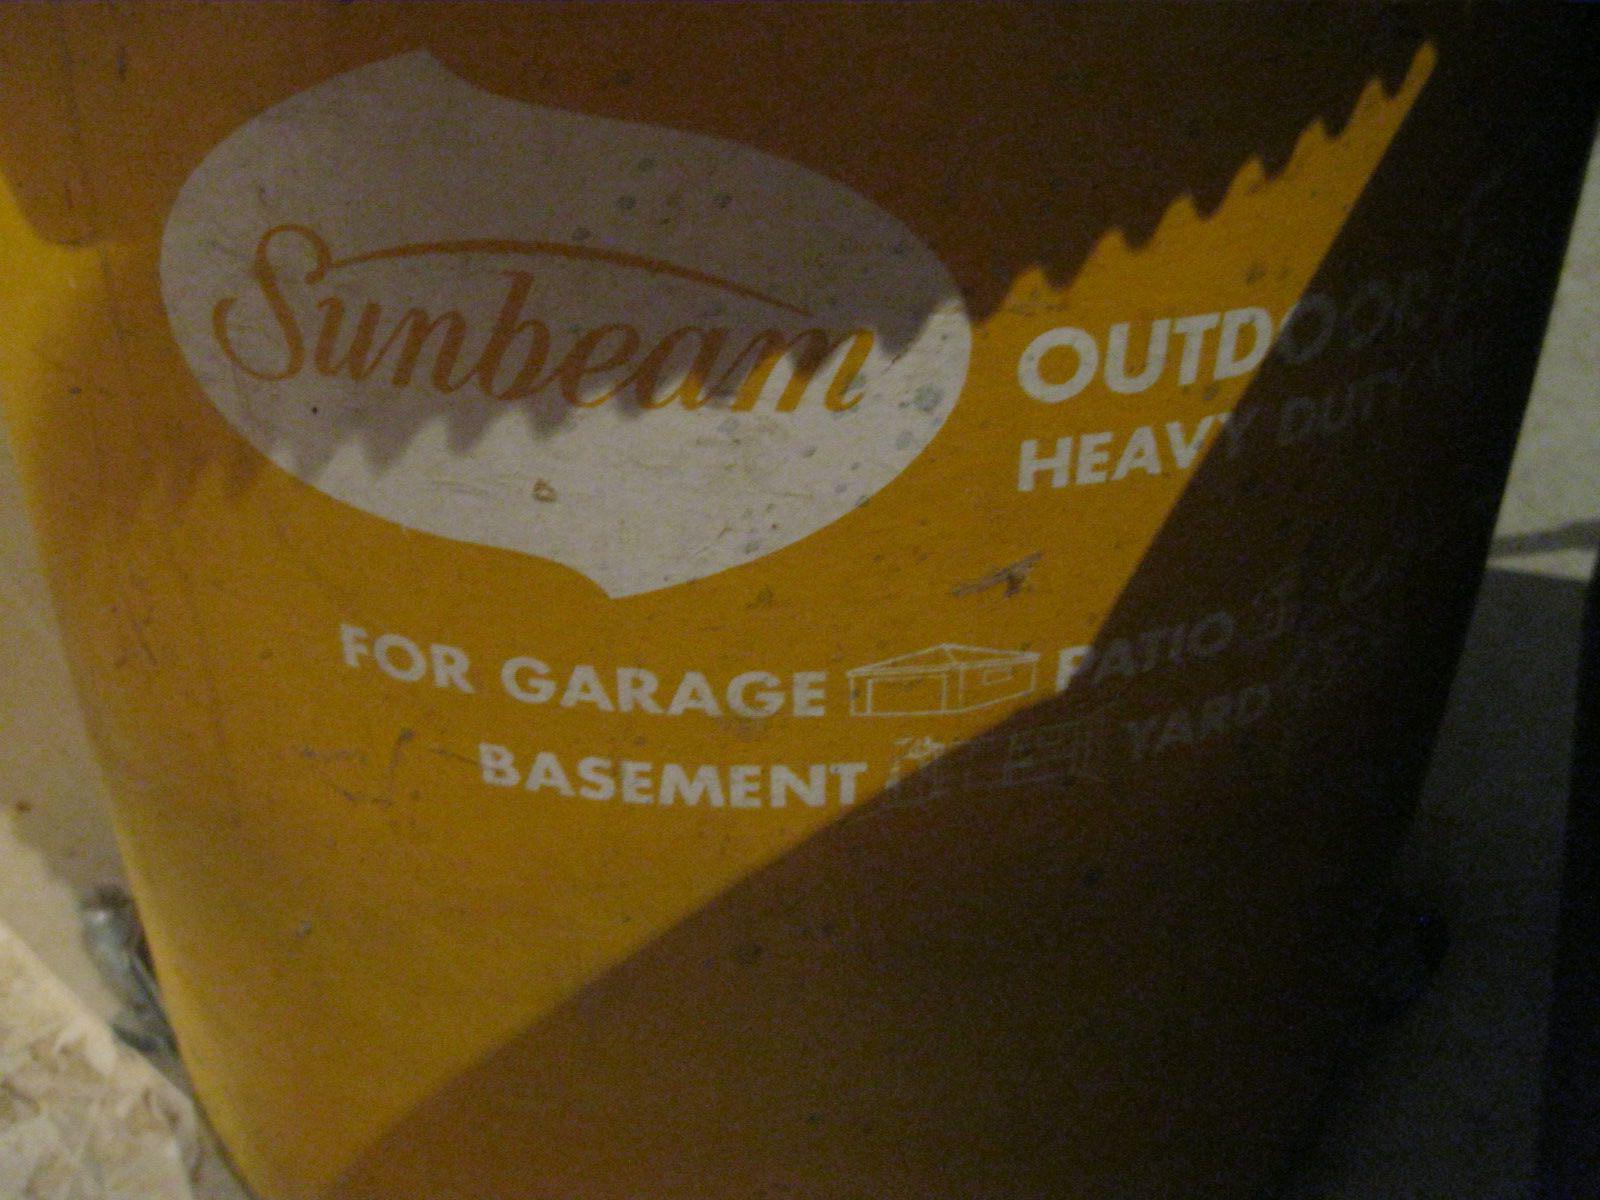 Sunbeam
OUTDOOR
HEAVY DUTY
FOR GARAGE PATIO
BASEMENT YARD